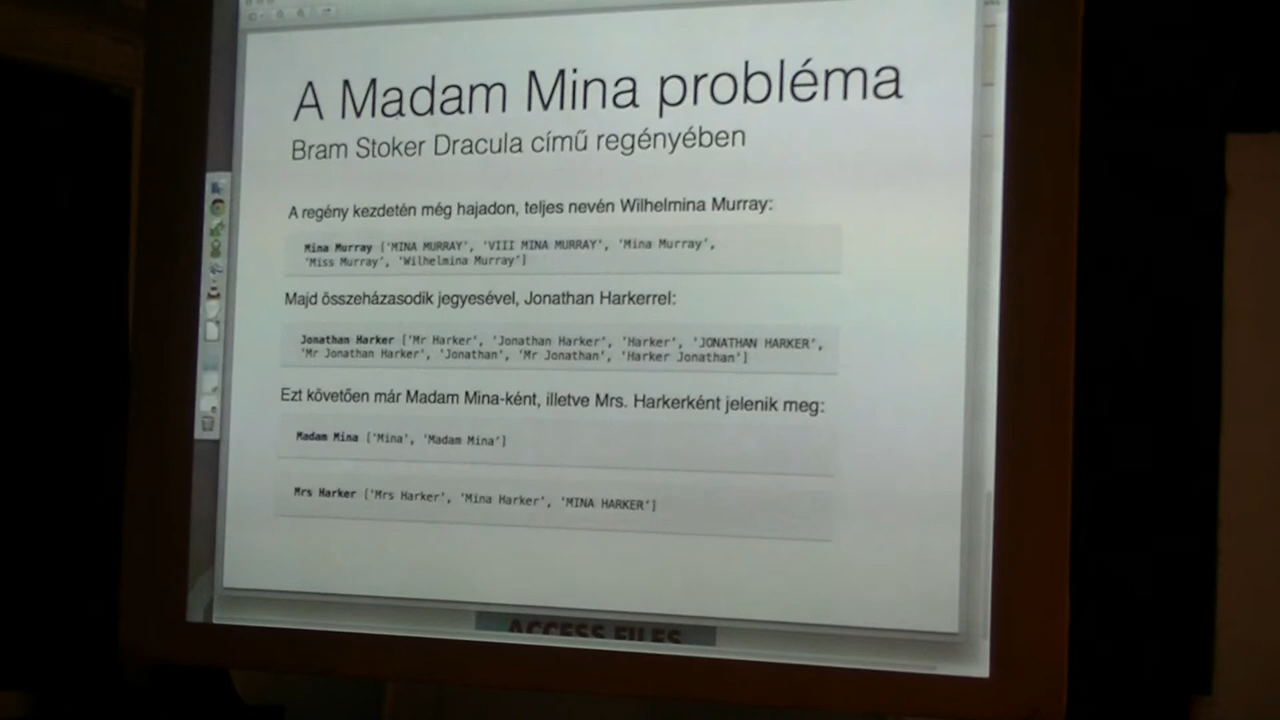 A Madam Mina probléma
Bram Stoker Dracula című regényében
A regény kezdetén még hajadon, teljes nevén Wilhelmina Murray:
Mina Murray ['MINA MURRAY', 'VIII MINA MURRAY', 'Mina Murray',
'Miss Murray', 'Wilhelmina Murray']
Majd összeházasodik jegyesével, Jonathan Harkerrel:
Jonathan Harker ['Mr Harker', 'Jonathan Harker', 'Harker', 'JONATHAN HARKER',
'Mr Jonathan Harker', 'Jonathan', 'Mr Jonathan', 'Harker Jonathan']
Ezt követően már Madam Mina-ként, illetve Mrs. Harkerként jelenik meg:
Madam Mina ['Mina', 'Madam Mina']
Mrs Harker ['Mrs Harker', 'Mina Harker', 'MINA HARKER']
ACCESS FILES